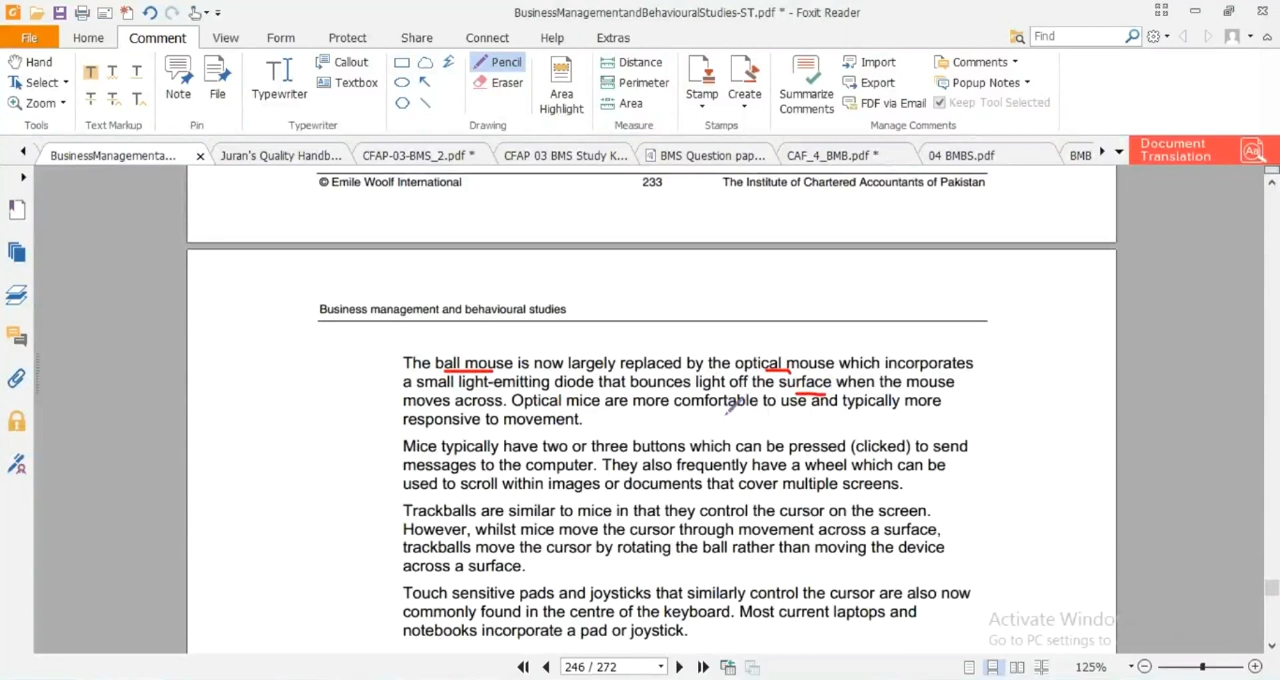 BusinessManagementandBehaviouralStudies-ST.pdf * - Foxit Reader
File Home Comment View Form Protect Share Connect Help Extras Find
Hand Select Zoom Tools
Text Markup
Note File Pin
Typewriter Callout Textbox Typewriter
Pencil Eraser Drawing
Area Highlight
Distance Perimeter Area Measure
Stamp Create Stamps
Summarize Comments Import Export FDF via Email Comments Popup Notes Keep Tool Selected Manage Comments
BusinessManagementa... Juran's Quality Handb... CFAP-03-BMS_2.pdf * CFAP 03 BMS Study K... BMS Question pap... CAF_4_BMB.pdf * 04 BMBS.pdf BMB Document Translation
© Emile Woolf International 233 The Institute of Chartered Accountants of Pakistan
Business management and behavioural studies
The ball mouse is now largely replaced by the optical mouse which incorporates
a small light-emitting diode that bounces light off the surface when the mouse
moves across. Optical mice are more comfortable to use and typically more
responsive to movement.
Mice typically have two or three buttons which can be pressed (clicked) to send
messages to the computer. They also frequently have a wheel which can be
used to scroll within images or documents that cover multiple screens.
Trackballs are similar to mice in that they control the cursor on the screen.
However, whilst mice move the cursor through movement across a surface,
trackballs move the cursor by rotating the ball rather than moving the device
across a surface.
Touch sensitive pads and joysticks that similarly control the cursor are also now
commonly found in the centre of the keyboard. Most current laptops and
notebooks incorporate a pad or joystick.
Activate Windo
Go to PC settings to
246 / 272 125%